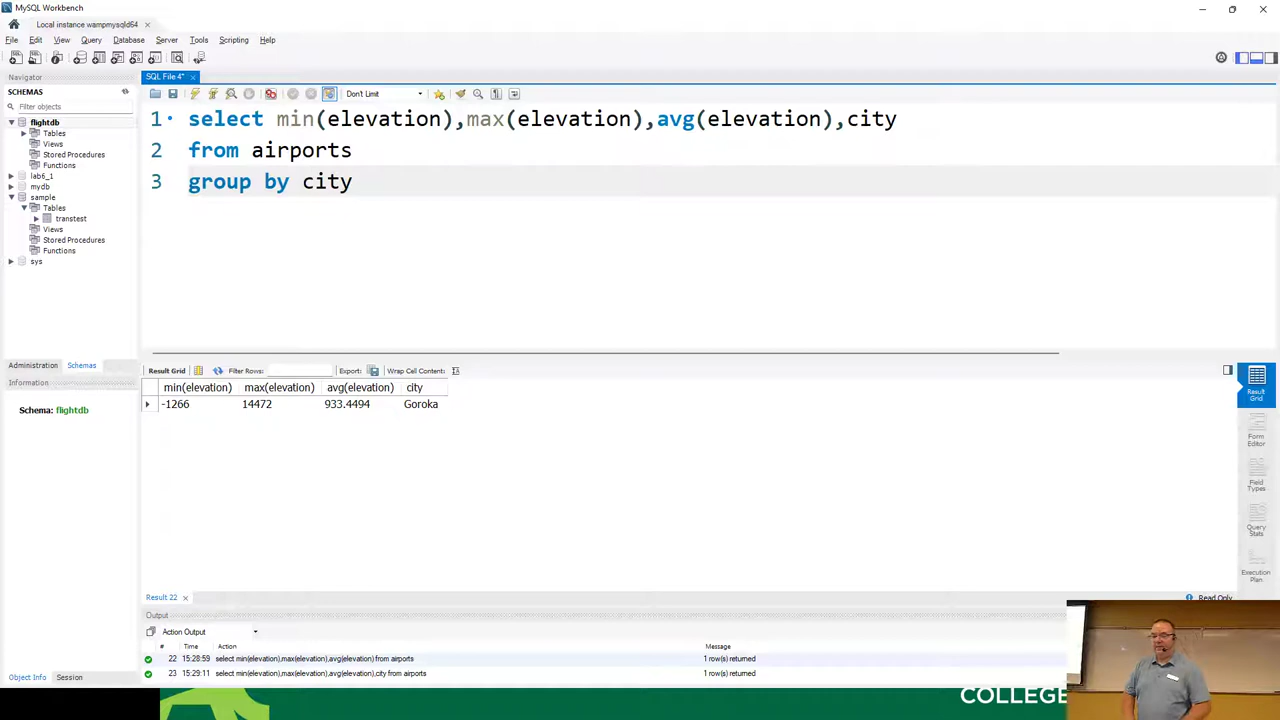 MySQL Workbench
Local instance wampmysqld64 ×
File Edit View Query Database Server Tools Scripting Help
Navigator
SCHEMAS
Filter objects
flightdb
Tables
Views
Stored Procedures
Functions
lab6_1
mydb
sample
Tables
transtest
Views
Stored Procedures
Functions
sys
Administration Schemas
Information
Schema: flightdb
Object Info Session
SQL File 4* ×
Don't Limit
1 select min(elevation),max(elevation),avg(elevation),city
2 from airports
3 group by city
Result Grid Filter Rows: Export: Wrap Cell Contents:
min(elevation) max(elevation) avg(elevation) city
-1266 14472 933.4494 Goroka
Result Grid
Form Editor
Field Types
Query Stats
Execution Plan
Result 22 ×
Read Only
Output
Action Output
# Time Action Message
22 15:28:59 select min(elevation),max(elevation),avg(elevation) from airports 1 row(s) returned
23 15:29:11 select min(elevation),max(elevation),avg(elevation),city from airports 1 row(s) returned
COLLEGE